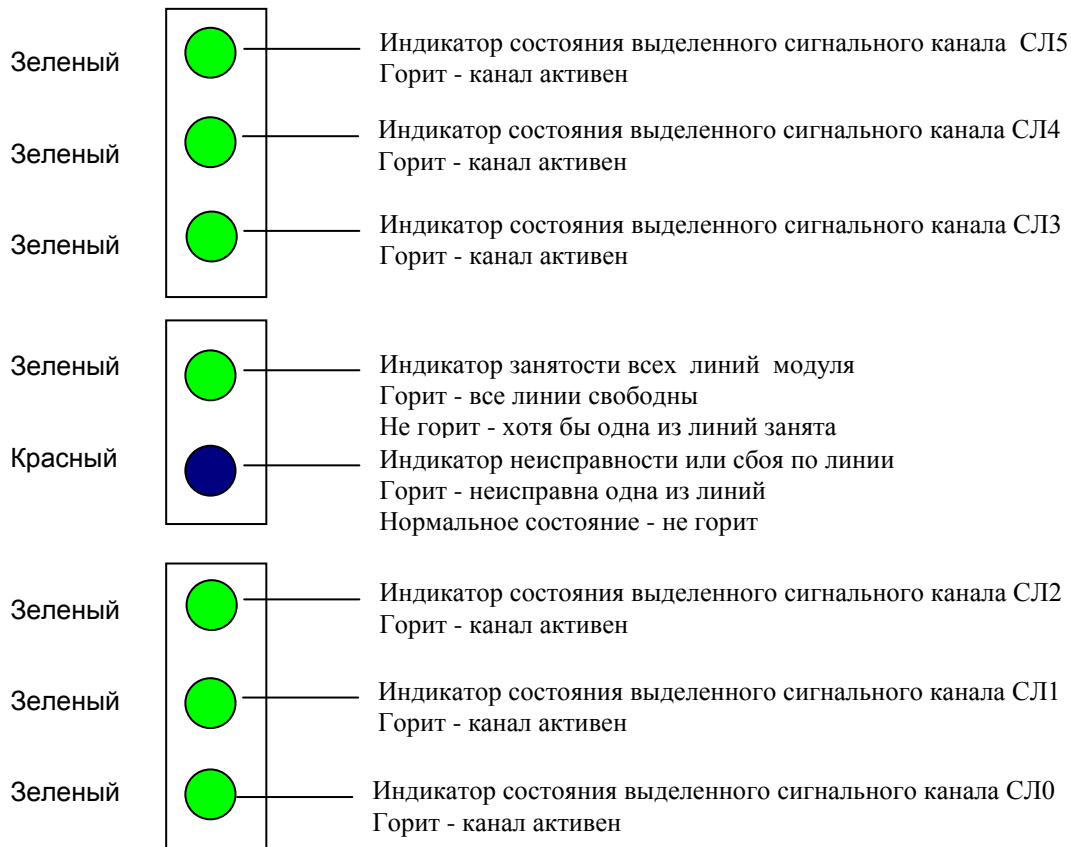 Зеленый
Индикатор состояния выделенного сигнального канала СЛ5
Горит - канал активен
Зеленый
Индикатор состояния выделенного сигнального канала СЛ4
Горит - канал активен
Зеленый
Индикатор состояния выделенного сигнального канала СЛ3
Горит - канал активен
Зеленый
Индикатор занятости всех линий модуля
Горит - все линии свободны
Не горит - хотя бы одна из линий занята
Красный
Индикатор неисправности или сбоя по линии
Горит - неисправна одна из линий
Нормальное состояние - не горит
Зеленый
Индикатор состояния выделенного сигнального канала СЛ2
Горит - канал активен
Зеленый
Индикатор состояния выделенного сигнального канала СЛ1
Горит - канал активен
Зеленый
Индикатор состояния выделенного сигнального канала СЛ0
Горит - канал активен